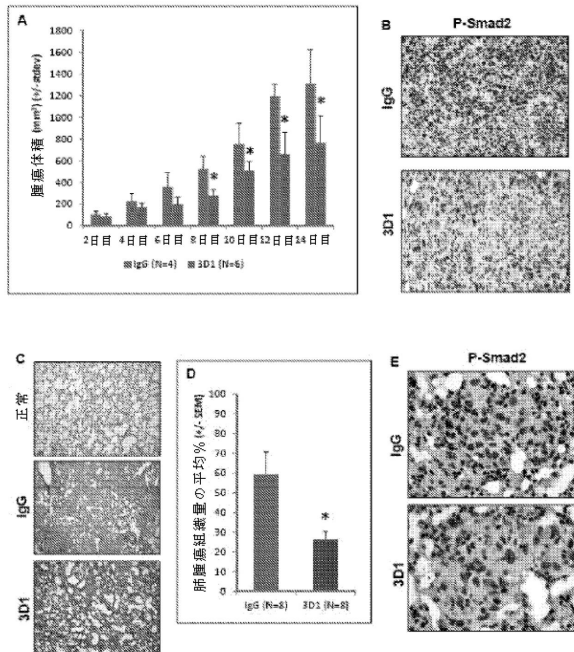 A
腫瘍体積 (mm³) (+/- stdev)
1800
1600
1400
1200
1000
800
600
400
200
0
*
*
*
*
2日目
4日目
6日目
8日目
10日目
12日目
14日目
IgG (N=4)
3D1 (N=6)
B
P-Smad2
IgG
3D1
C
正常
IgG
3D1
D
肺腫瘍組織量の平均% (+/- SEM)
100
90
80
70
60
50
40
30
20
10
0
*
IgG (N=8)
3D1 (N=8)
E
P-Smad2
IgG
3D1